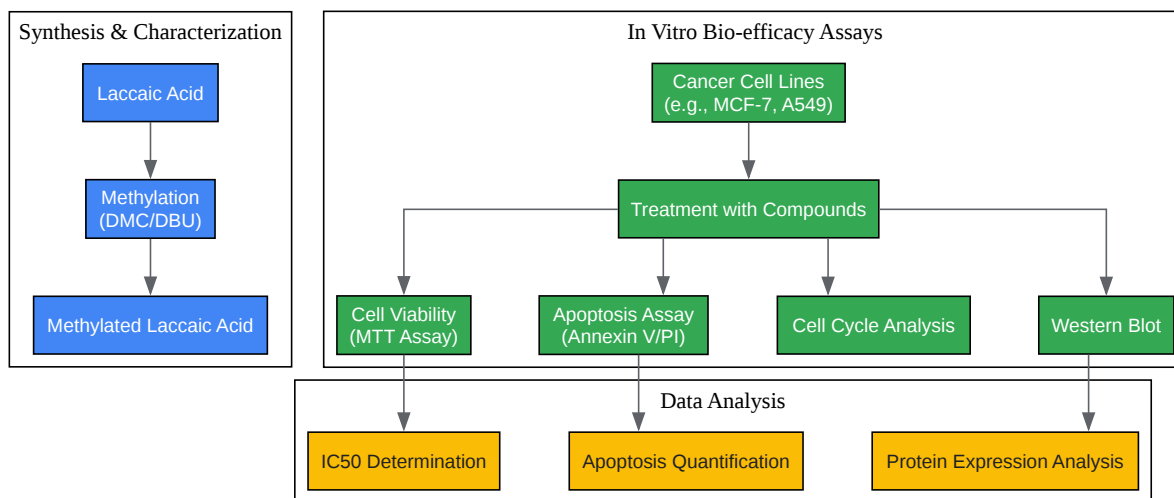 Synthesis & Characterization
Laccaic Acid
Methylation
(DMC/DBU)
Methylated Laccaic Acid
In Vitro Bio-efficacy Assays
Cancer Cell Lines
(e.g., MCF-7, A549)
Treatment with Compounds
Cell Viability
(MTT Assay)
Apoptosis Assay
(Annexin V/PI)
Cell Cycle Analysis
Western Blot
Data Analysis
IC50 Determination
Apoptosis Quantification
Protein Expression Analysis